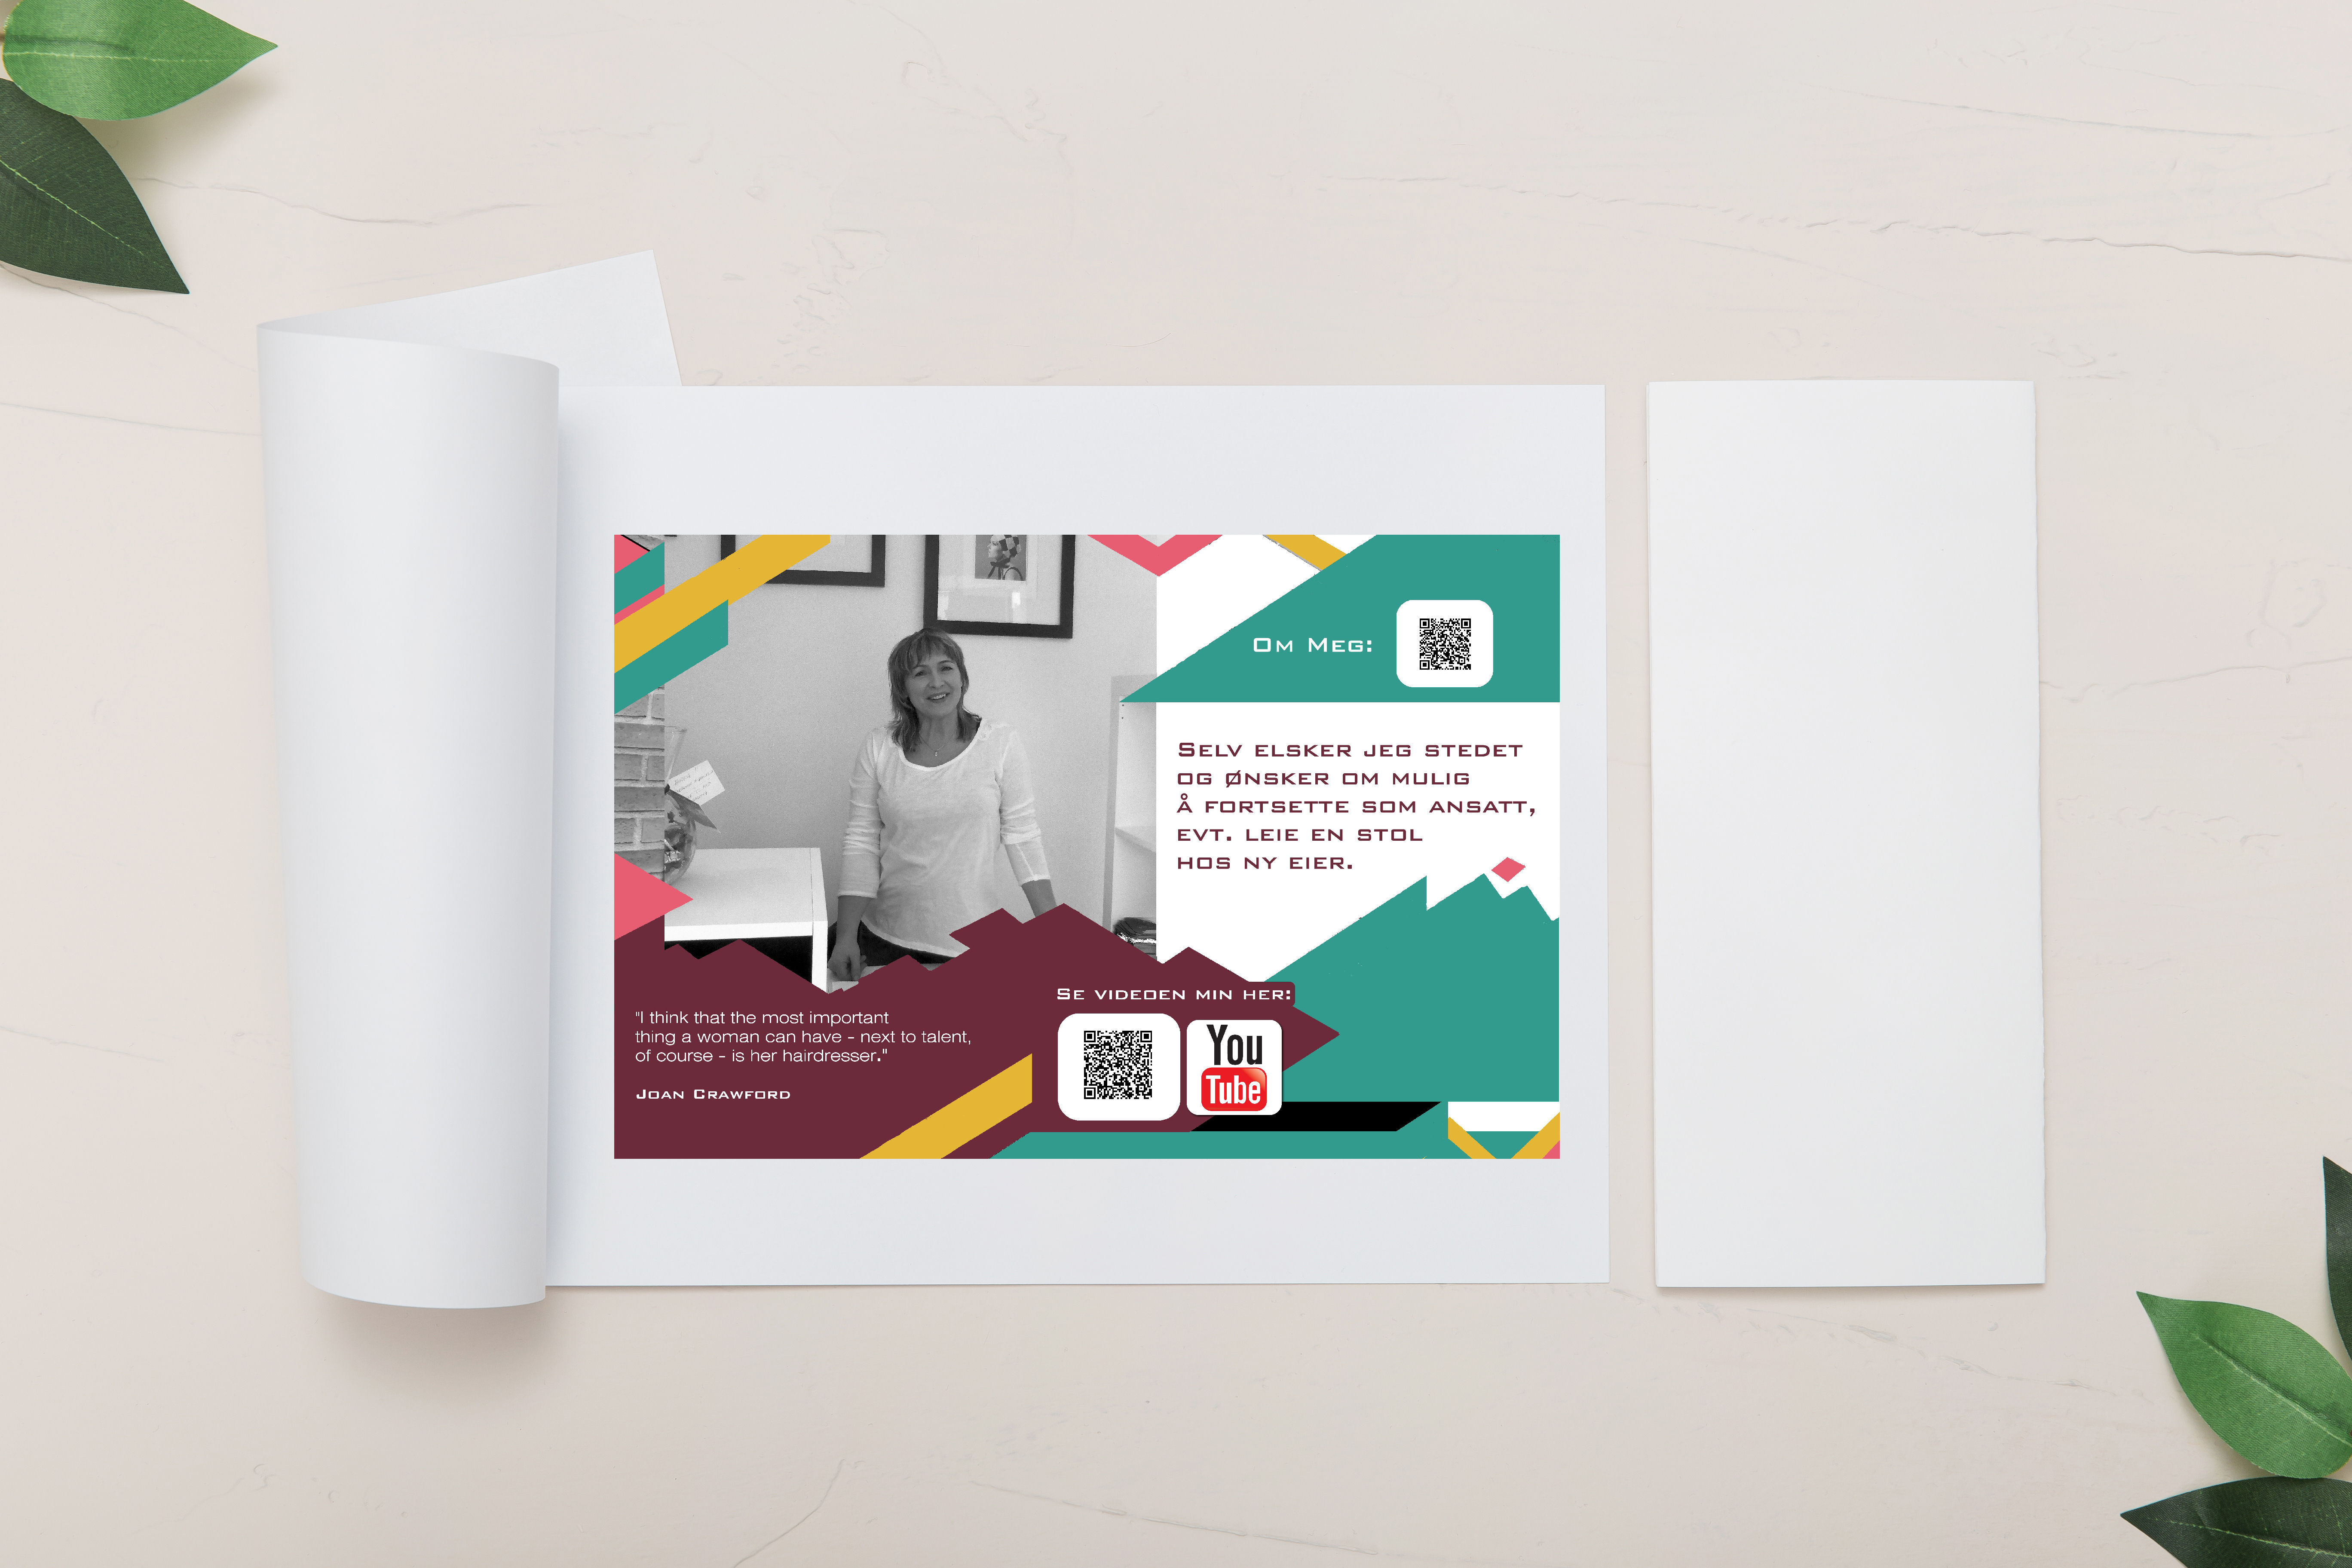 Om Meg:
Selv elsker jeg stedet
og ønsker om mulig
å fortsette som ansatt,
evt. leie en stol
hos ny eier.
Se videoen min her:
You
Tube
"I think that the most important
thing a woman can have - next to talent,
of course - is her hairdresser."
Joan Crawford